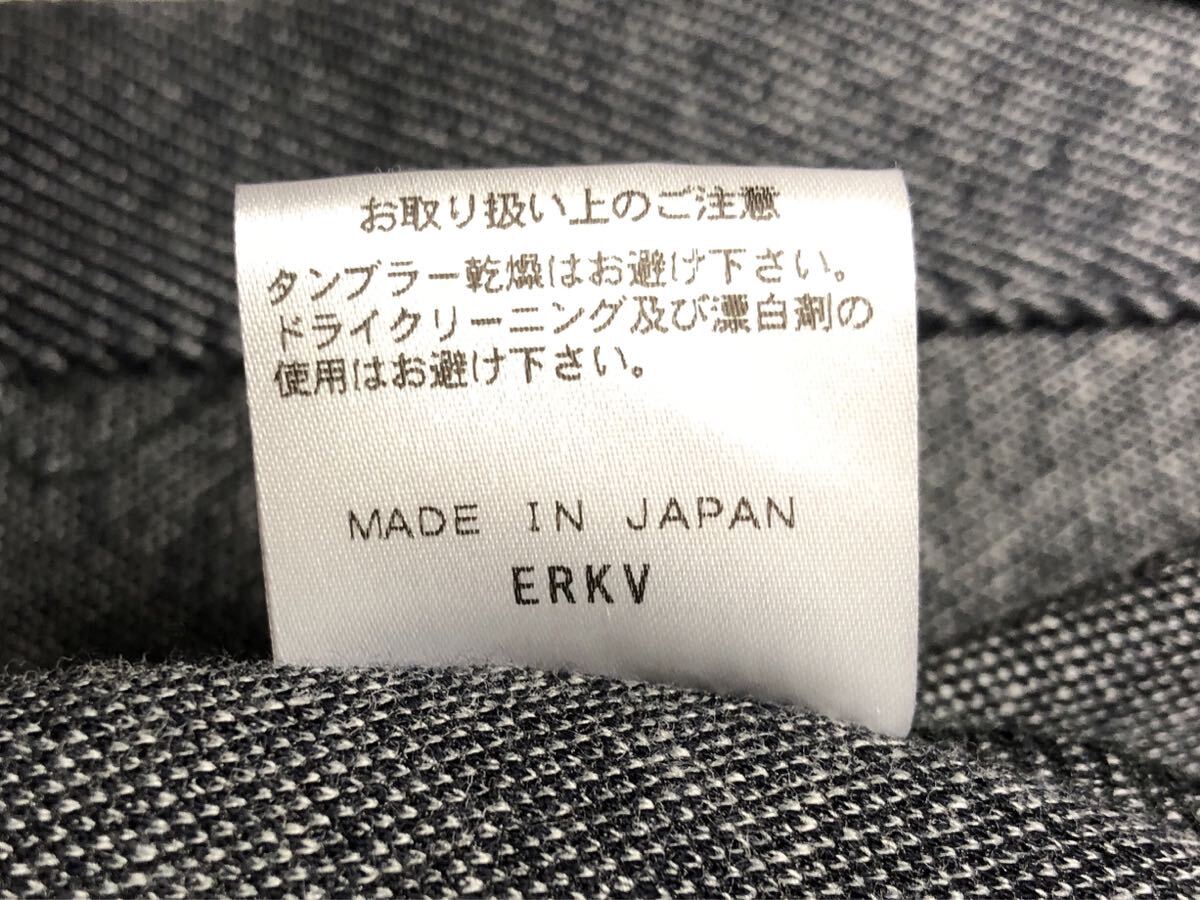 お取り扱い上のご注意
タンブラー乾燥はお避け下さい。
ドライクリーニング及び漂白剤の
使用はお避け下さい。
MADE IN JAPAN
ERKV